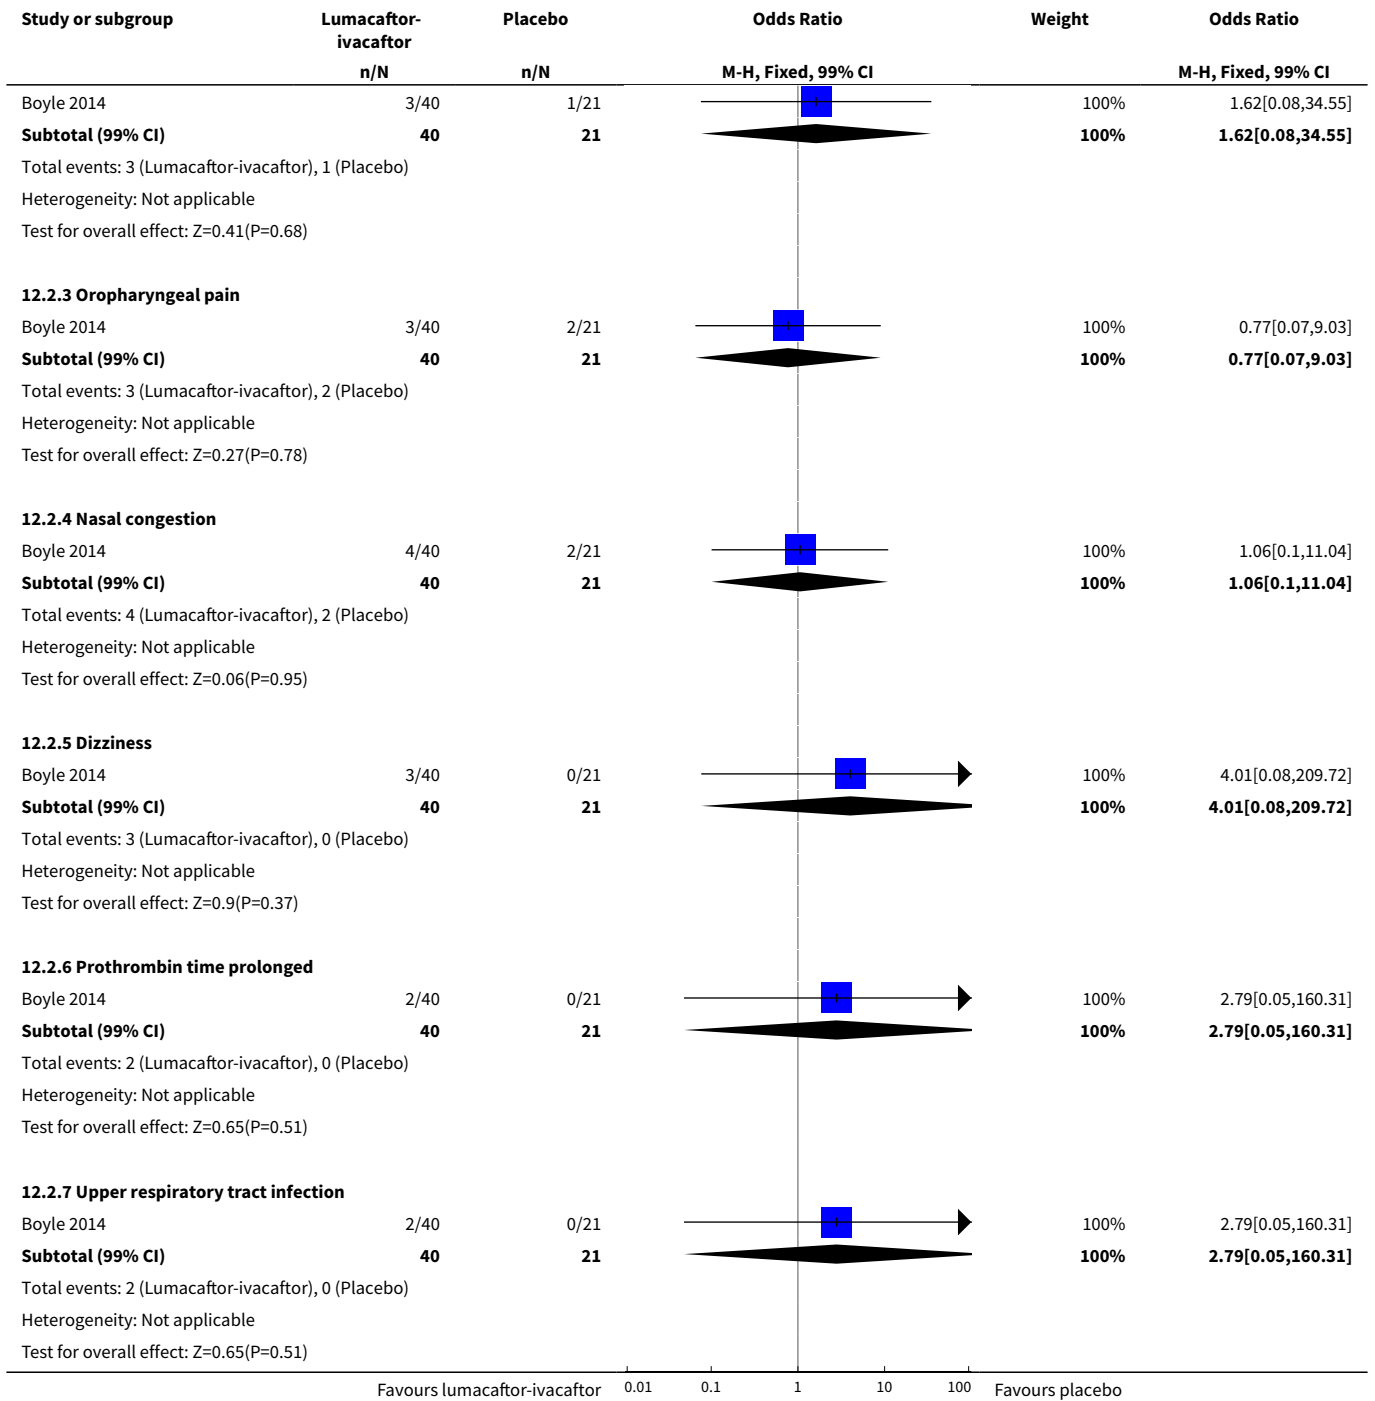 Study or subgroup Lumacaftor-ivacaftor Placebo Odds Ratio Weight Odds Ratio
n/N n/N M-H, Fixed, 99% CI M-H, Fixed, 99% CI
Boyle 2014 3/40 1/21 100% 1.62[0.08,34.55]
Subtotal (99% CI) 40 21 100% 1.62[0.08,34.55]
Total events: 3 (Lumacaftor-ivacaftor), 1 (Placebo)
Heterogeneity: Not applicable
Test for overall effect: Z=0.41(P=0.68)
12.2.3 Oropharyngeal pain
Boyle 2014 3/40 2/21 100% 0.77[0.07,9.03]
Subtotal (99% CI) 40 21 100% 0.77[0.07,9.03]
Total events: 3 (Lumacaftor-ivacaftor), 2 (Placebo)
Heterogeneity: Not applicable
Test for overall effect: Z=0.27(P=0.78)
12.2.4 Nasal congestion
Boyle 2014 4/40 2/21 100% 1.06[0.1,11.04]
Subtotal (99% CI) 40 21 100% 1.06[0.1,11.04]
Total events: 4 (Lumacaftor-ivacaftor), 2 (Placebo)
Heterogeneity: Not applicable
Test for overall effect: Z=0.06(P=0.95)
12.2.5 Dizziness
Boyle 2014 3/40 0/21 100% 4.01[0.08,209.72]
Subtotal (99% CI) 40 21 100% 4.01[0.08,209.72]
Total events: 3 (Lumacaftor-ivacaftor), 0 (Placebo)
Heterogeneity: Not applicable
Test for overall effect: Z=0.9(P=0.37)
12.2.6 Prothrombin time prolonged
Boyle 2014 2/40 0/21 100% 2.79[0.05,160.31]
Subtotal (99% CI) 40 21 100% 2.79[0.05,160.31]
Total events: 2 (Lumacaftor-ivacaftor), 0 (Placebo)
Heterogeneity: Not applicable
Test for overall effect: Z=0.65(P=0.51)
12.2.7 Upper respiratory tract infection
Boyle 2014 2/40 0/21 100% 2.79[0.05,160.31]
Subtotal (99% CI) 40 21 100% 2.79[0.05,160.31]
Total events: 2 (Lumacaftor-ivacaftor), 0 (Placebo)
Heterogeneity: Not applicable
Test for overall effect: Z=0.65(P=0.51)
Favours lumacaftor-ivacaftor 0.01 0.1 1 10 100 Favours placebo